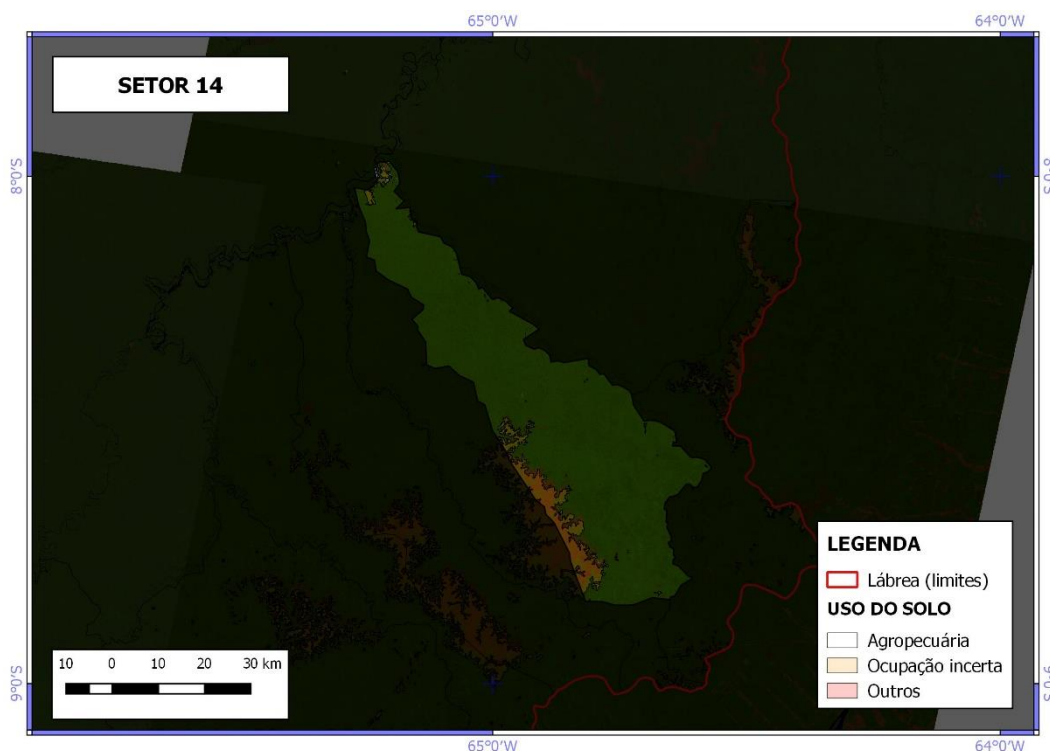 65°0'W 64°0'W
SETOR 14
8°0'S 8°0'S
9°0'S 9°0'S
LEGENDA
Lábrea (limites)
USO DO SOLO
Agropecuária
Ocupação incerta
Outros
10 0 10 20 30 km
65°0'W 64°0'W